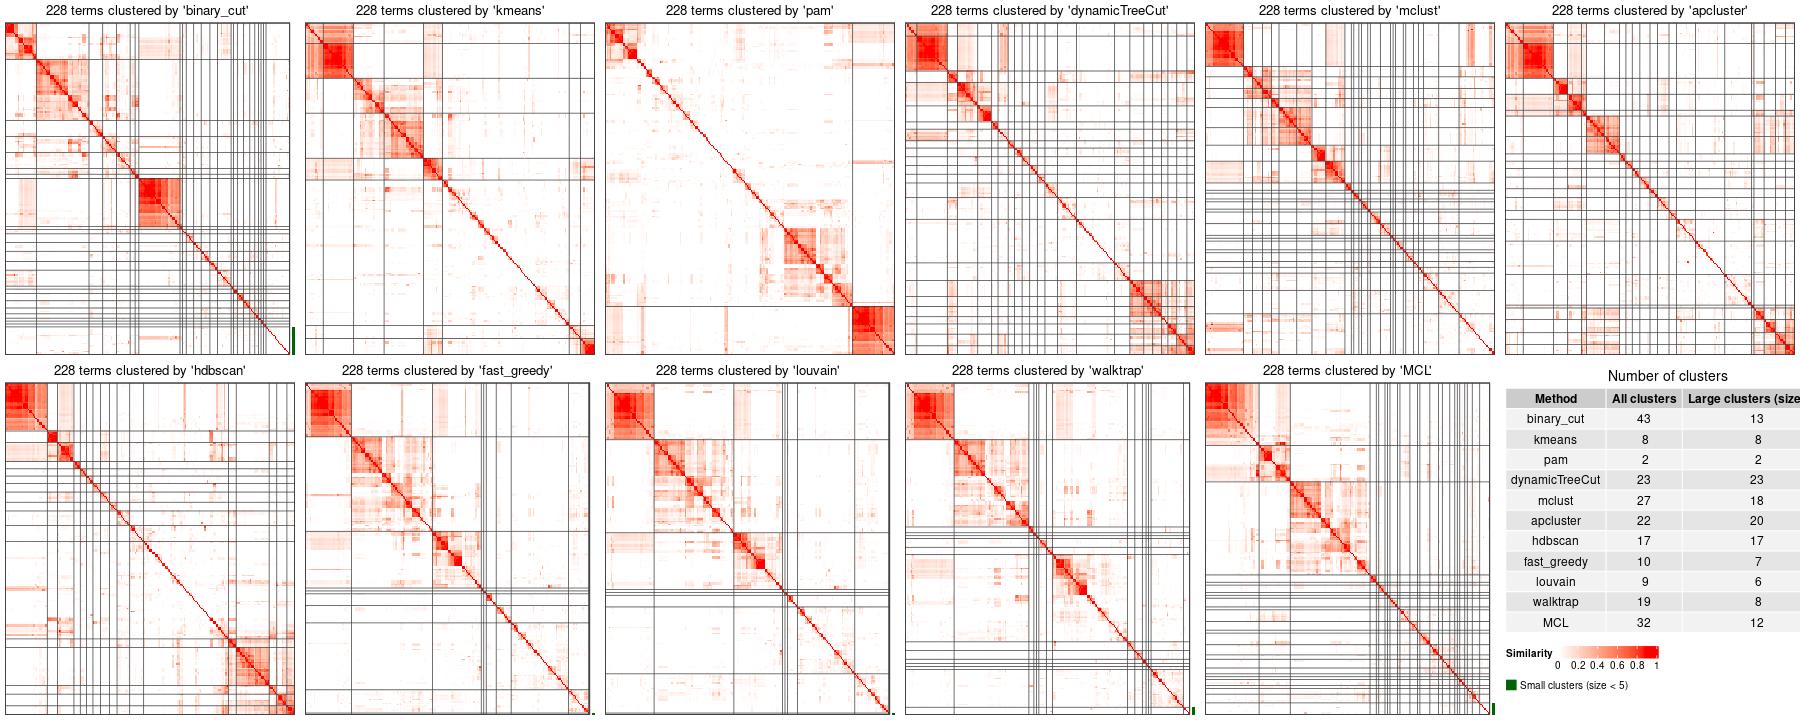 228 terms clustered by 'binary_cut'
228 terms clustered by 'kmeans'
228 terms clustered by 'pam'
228 terms clustered by 'dynamicTreeCut'
228 terms clustered by 'mclust'
228 terms clustered by 'apcluster'
228 terms clustered by 'hdbscan'
228 terms clustered by 'fast_greedy'
228 terms clustered by 'louvain'
228 terms clustered by 'walktrap'
228 terms clustered by 'MCL'
Number of clusters
Method All clusters Large clusters (size
binary_cut 43 13
kmeans 8 8
pam 2 2
dynamicTreeCut 23 23
mclust 27 18
apcluster 22 20
hdbscan 17 17
fast_greedy 10 7
louvain 9 6
walktrap 19 8
MCL 32 12
Similarity
0 0.2 0.4 0.6 0.8 1
Small clusters (size < 5)